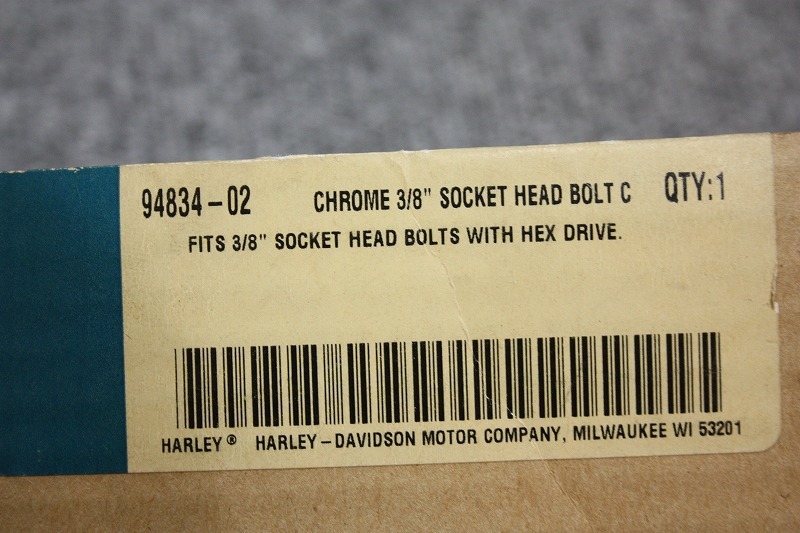 94834-02 CHROME 3/8" SOCKET HEAD BOLT C QTY:1
FITS 3/8" SOCKET HEAD BOLTS WITH HEX DRIVE.
HARLEY® HARLEY-DAVIDSON MOTOR COMPANY, MILWAUKEE WI 53201